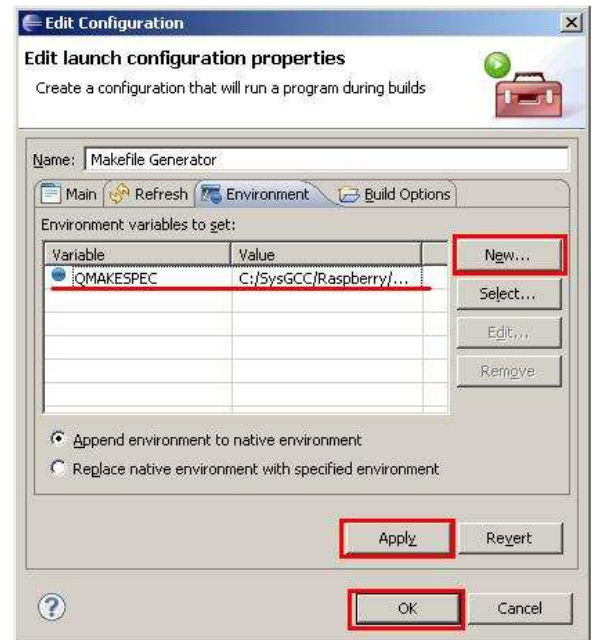 Edit Configuration
Edit launch configuration properties
Create a configuration that will run a program during builds
Name: Makefile Generator
Main Refresh Environment Build Options
Environment variables to set:
Variable Value
QMAKESPEC C:/SysGCC/Raspberry/...
New...
Select...
Edit...
Remove
Append environment to native environment
Replace native environment with specified environment
Apply Revert
OK Cancel